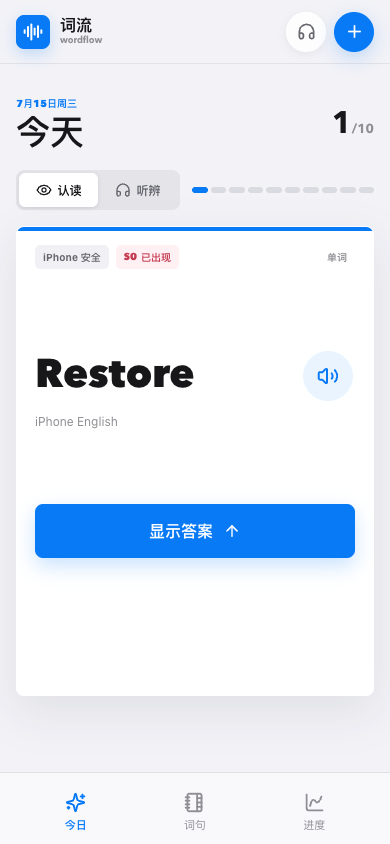 词流
wordflow
7月15日周三
今天
1/10
认读
听辨
iPhone 安全
S0 已出现
单词
Restore
iPhone English
显示答案
今日
词句
进度